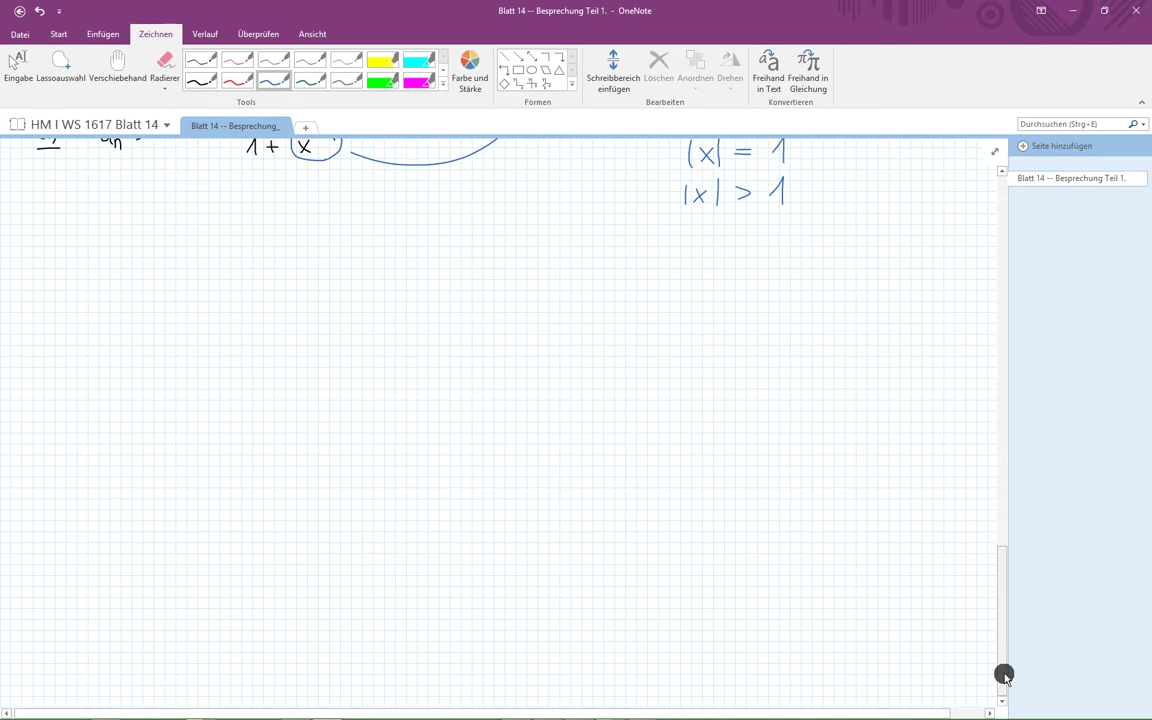 Blatt 14 -- Besprechung Teil 1. - OneNote
Datei Start Einfügen Zeichnen Verlauf Überprüfen Ansicht
Eingabe Lassoauswahl Verschiebehand Radierer Farbe und Stärke Schreibbereich einfügen Löschen Anordnen Drehen Freihand in Text Freihand in Gleichung
Tools Formen Bearbeiten Konvertieren
HM I WS 1617 Blatt 14 Blatt 14 -- Besprechung_ Durchsuchen (Strg+E)
Seite hinzufügen
Blatt 14 -- Besprechung Teil 1.
1 + x
|x| = 1
|x| > 1